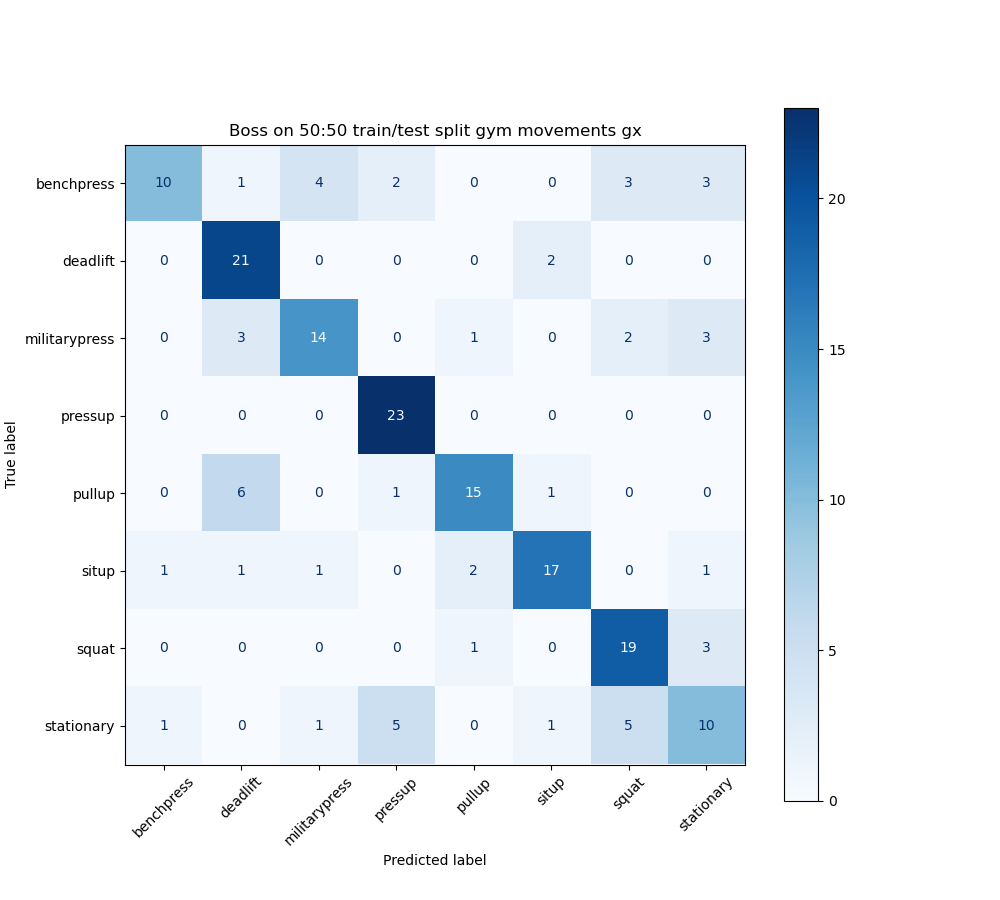 Boss on 50:50 train/test split gym movements gx
True label
benchpress 10 1 4 2 0 0 3 3
deadlift 0 21 0 0 0 2 0 0
militarypress 0 3 14 0 1 0 2 3
pressup 0 0 0 23 0 0 0 0
pullup 0 6 0 1 15 1 0 0
situp 1 1 1 0 2 17 0 1
squat 0 0 0 0 1 0 19 3
stationary 1 0 1 5 0 1 5 10
benchpress deadlift militarypress pressup pullup situp squat stationary
Predicted label
20
15
10
5
0